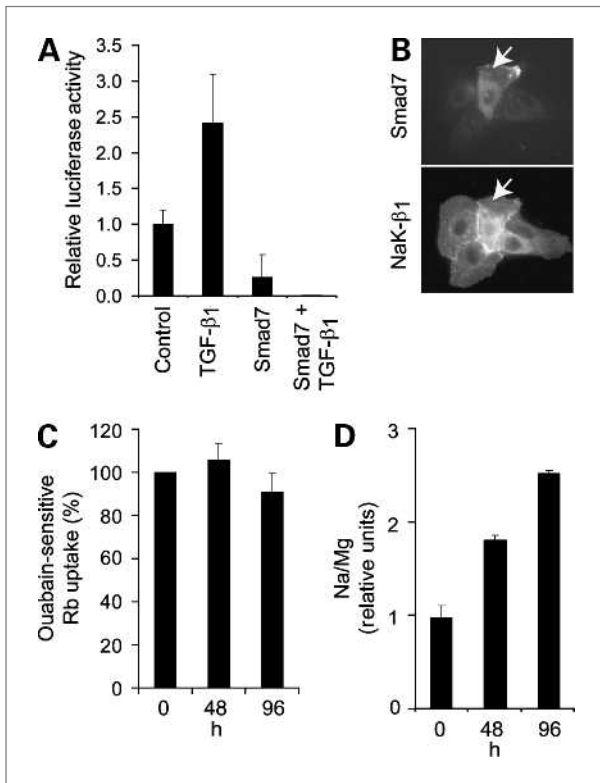 A
Relative luciferase activity
3.5
3.0
2.5
2.0
1.5
1.0
0.5
0.0
Control
TGF-β1
Smad7
Smad7 +
TGF-β1
B
Smad7
NaK-β1
C
Ouabain-sensitive
Rb uptake (%)
120
100
80
60
40
20
0
0 48 96
h
D
Na/Mg
(relative units)
3
2
1
0
0 48 96
h